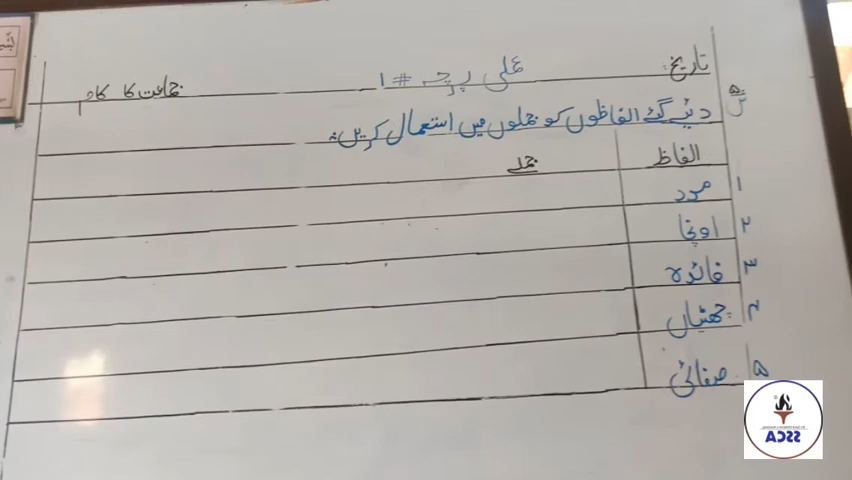 تاریخ: عملی پرچہ # ۱ جماعت کا کام
س۵ دیئے گئے الفاظوں کو جملوں میں استعمال کریں:
الفاظ جملے
۱ مدد
۲ اونچا
۳ فائدہ
۴ چھٹیاں
۵ صفائی